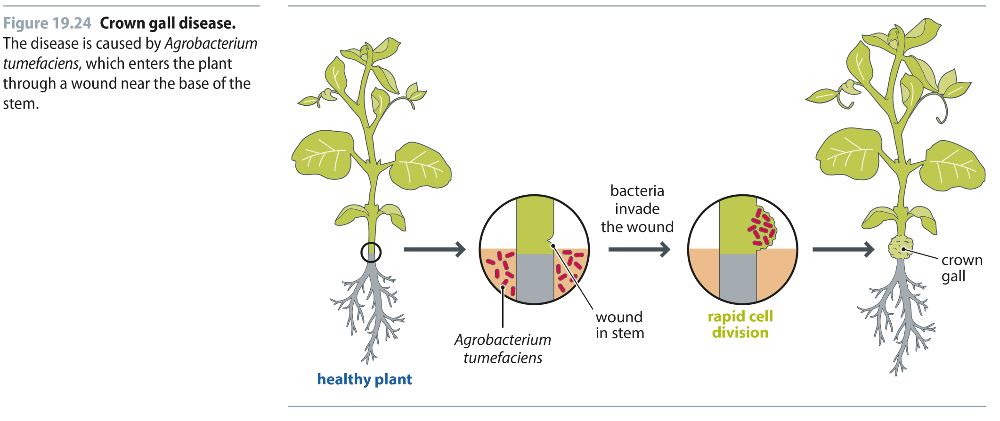 Figure 19.24 Crown gall disease.
The disease is caused by Agrobacterium
tumefaciens, which enters the plant
through a wound near the base of the
stem.
healthy plant
Agrobacterium
tumefaciens
wound
in stem
bacteria
invade
the wound
rapid cell
division
crown
gall